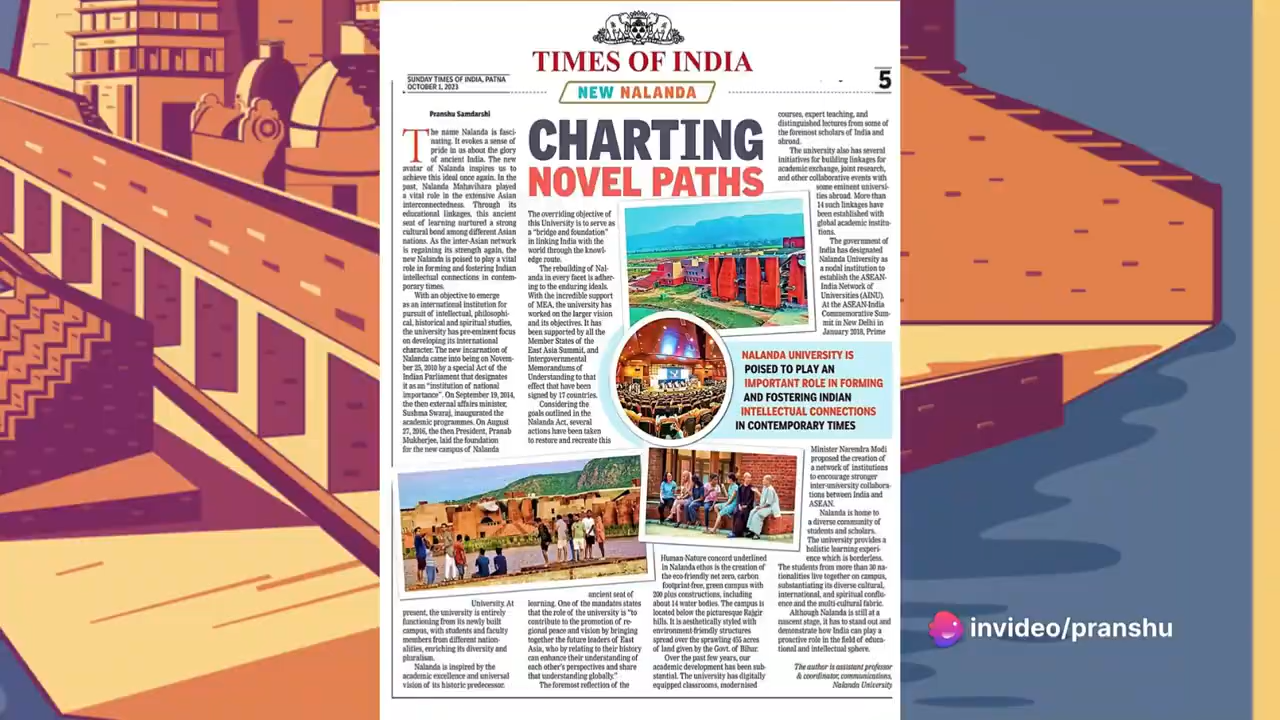 TIMES OF INDIA
SUNDAY TIMES OF INDIA, PATNA
OCTOBER 1, 2023
NEW NALANDA
5
CHARTING
NOVEL PATHS
Pranshu Samdarshi
The name Nalanda is fasci-
nating. It evokes a sense of
pride in us about the glory
of ancient India. The new
avatar of Nalanda inspires us to
achieve this ideal once again. In the
past, Nalanda Mahavihara played
a vital role in the extensive Asian
interconnectedness. Through its
educational linkages, this ancient
seat of learning nurtured a strong
cultural bond among different Asian
nations. As the inter-Asian network
is regaining its strength again, the
new Nalanda is poised to play a vital
role in forming and fostering Indian
intellectual connections in contem-
porary times.
With an objective to emerge
as an international institution for
pursuit of intellectual, philosophi-
cal, historical and spiritual studies,
the university has pre-eminent focus
on developing its international
character. The new incarnation of
Nalanda came into being on Novem-
ber 25, 2010 by a special Act of the
Indian Parliament that designates
it as an "institution of national
importance". On September 19, 2014,
the then external affairs minister,
Sushma Swaraj, inaugurated the
academic programmes. On August
27, 2016, the then President, Pranab
Mukherjee, laid the foundation
for the new campus of Nalanda
University. At
present, the university is entirely
functioning from its newly built
campus, with students and faculty
members from different nation-
alities, enriching its diversity and
pluralism.
Nalanda is inspired by the
academic excellence and universal
vision of its historic predecessor.
The overriding objective of
this University is to serve as
a "bridge and foundation"
in linking India with the
world through the knowl-
edge route.
The rebuilding of Nal-
anda in every facet is adher-
ing to the enduring ideals.
With the incredible support
of MEA, the university has
worked on the larger vision
and its objectives. It has
been supported by all the
Member States of the
East Asia Summit, and
Intergovernmental
Memorandums of
Understanding to that
effect that have been
signed by 17 countries.
Considering the
goals outlined in the
Nalanda Act, several
actions have been taken
to restore and recreate this
ancient seat of
learning. One of the mandates states
that the role of the university is "to
contribute to the promotion of re-
gional peace and vision by bringing
together the future leaders of East
Asia, who by relating to their history
can enhance their understanding of
each other's perspectives and share
that understanding globally."
The foremost reflection of the
Human-Nature concord underlined
in Nalanda ethos is the creation of
the eco-friendly net zero, carbon
footprint-free, green campus with
200 plus constructions, including
about 14 water bodies. The campus is
located below the picturesque Rajgir
hills. It is aesthetically styled with
environment-friendly structures
spread over the sprawling 455 acres
of land given by the Govt. of Bihar.
Over the past few years, our
academic development has been sub-
stantial. The university has digitally
equipped classrooms, modernised
courses, expert teaching, and
distinguished lectures from some of
the foremost scholars of India and
abroad.
The university also has several
initiatives for building linkages for
academic exchange, joint research,
and other collaborative events with
some eminent universi-
ties abroad. More than
14 such linkages have
been established with
global academic institu-
tions.
The government of
India has designated
Nalanda University as
a nodal institution to
establish the ASEAN-
India Network of
Universities (AINU).
At the ASEAN-India
Commemorative Sum-
mit in New Delhi in
January 2018, Prime
Minister Narendra Modi
proposed the creation of
a network of institutions
to encourage stronger
inter-university collabora-
tions between India and
ASEAN.
Nalanda is home to
a diverse community of
students and scholars.
The university provides a
holistic learning experi-
ence which is borderless.
The students from more than 30 na-
tionalities live together on campus,
substantiating its diverse cultural,
international, and spiritual conflu-
ence and the multi-cultural fabric.
Although Nalanda is still at a
nascent stage, it has to stand out and
demonstrate how India can play a
proactive role in the field of educa-
tional and intellectual sphere.
The author is assistant professor
& coordinator, communications,
Nalanda University
NALANDA UNIVERSITY IS
POISED TO PLAY AN
IMPORTANT ROLE IN FORMING
AND FOSTERING INDIAN
INTELLECTUAL CONNECTIONS
IN CONTEMPORARY TIMES
invideo/pranshu